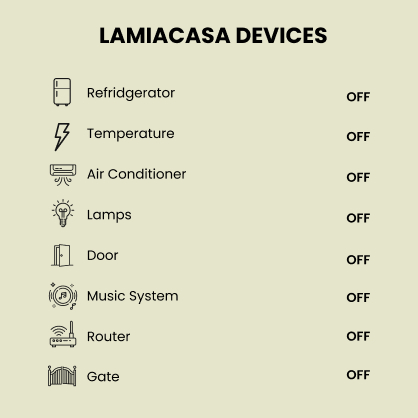 LAMIACASA DEVICES
Refridgerator OFF
Temperature OFF
Air Conditioner OFF
Lamps OFF
Door OFF
Music System OFF
Router OFF
Gate OFF